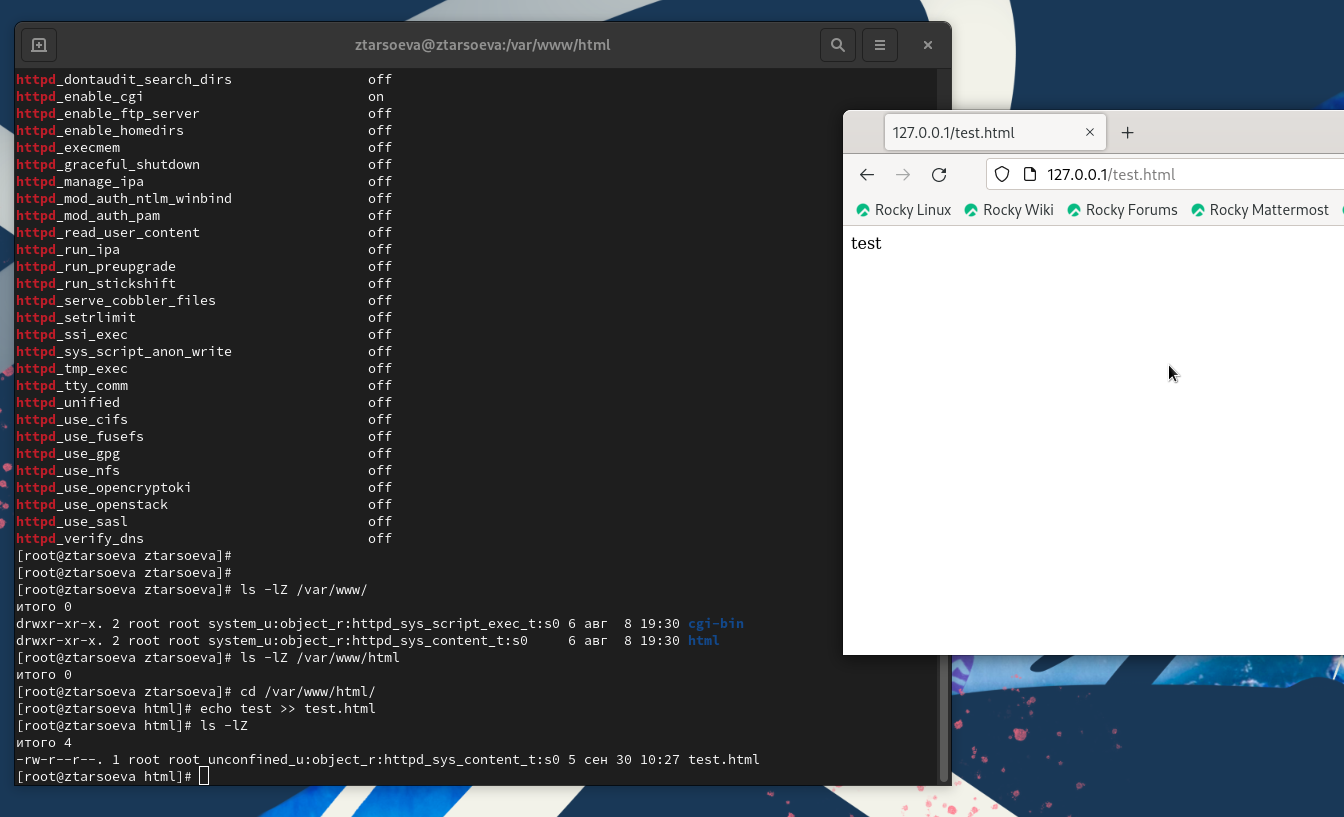 ztarsoeva@ztarsoeva:/var/www/html
httpd_dontaudit_search_dirs off
httpd_enable_cgi on
httpd_enable_ftp_server off
httpd_enable_homedirs off
httpd_execmem off
httpd_graceful_shutdown off
httpd_manage_ipa off
httpd_mod_auth_ntlm_winbind off
httpd_mod_auth_pam off
httpd_read_user_content off
httpd_run_ipa off
httpd_run_preupgrade off
httpd_run_stickshift off
httpd_serve_cobbler_files off
httpd_setrlimit off
httpd_ssi_exec off
httpd_sys_script_anon_write off
httpd_tmp_exec off
httpd_tty_comm off
httpd_unified off
httpd_use_cifs off
httpd_use_fusefs off
httpd_use_gpg off
httpd_use_nfs off
httpd_use_opencryptoki off
httpd_use_openstack off
httpd_use_sasl off
httpd_verify_dns off
[root@ztarsoeva ztarsoeva]#
[root@ztarsoeva ztarsoeva]#
[root@ztarsoeva ztarsoeva]# ls -lZ /var/www/
итого 0
drwxr-xr-x. 2 root root system_u:object_r:httpd_sys_script_exec_t:s0 6 авг  8 19:30 cgi-bin
drwxr-xr-x. 2 root root system_u:object_r:httpd_sys_content_t:s0     6 авг  8 19:30 html
[root@ztarsoeva ztarsoeva]# ls -lZ /var/www/html
итого 0
[root@ztarsoeva ztarsoeva]# cd /var/www/html/
[root@ztarsoeva html]# echo test >> test.html
[root@ztarsoeva html]# ls -lZ
итого 4
-rw-r--r--. 1 root root unconfined_u:object_r:httpd_sys_content_t:s0 5 сен 30 10:27 test.html
[root@ztarsoeva html]#
127.0.0.1/test.html
127.0.0.1/test.html
Rocky Linux Rocky Wiki Rocky Forums Rocky Mattermost
test